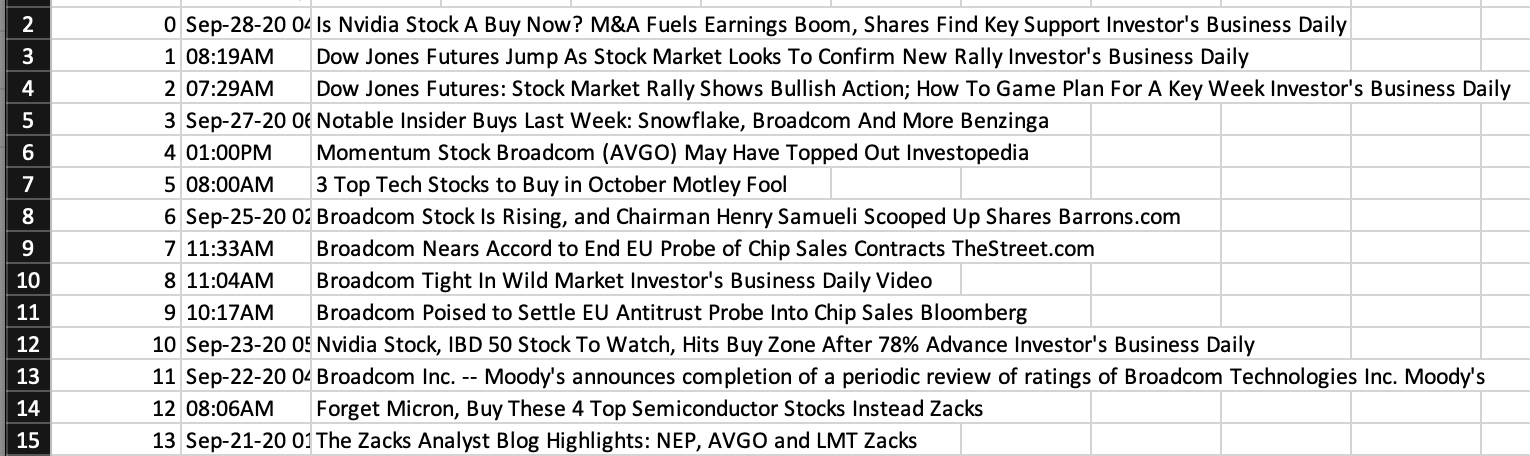 2 0 Sep-28-20 04 Is Nvidia Stock A Buy Now? M&A Fuels Earnings Boom, Shares Find Key Support Investor's Business Daily
3 1 08:19AM Dow Jones Futures Jump As Stock Market Looks To Confirm New Rally Investor's Business Daily
4 2 07:29AM Dow Jones Futures: Stock Market Rally Shows Bullish Action; How To Game Plan For A Key Week Investor's Business Daily
5 3 Sep-27-20 06 Notable Insider Buys Last Week: Snowflake, Broadcom And More Benzinga
6 4 01:00PM Momentum Stock Broadcom (AVGO) May Have Topped Out Investopedia
7 5 08:00AM 3 Top Tech Stocks to Buy in October Motley Fool
8 6 Sep-25-20 02 Broadcom Stock Is Rising, and Chairman Henry Samueli Scooped Up Shares Barrons.com
9 7 11:33AM Broadcom Nears Accord to End EU Probe of Chip Sales Contracts TheStreet.com
10 8 11:04AM Broadcom Tight In Wild Market Investor's Business Daily Video
11 9 10:17AM Broadcom Poised to Settle EU Antitrust Probe Into Chip Sales Bloomberg
12 10 Sep-23-20 05 Nvidia Stock, IBD 50 Stock To Watch, Hits Buy Zone After 78% Advance Investor's Business Daily
13 11 Sep-22-20 04 Broadcom Inc. -- Moody's announces completion of a periodic review of ratings of Broadcom Technologies Inc. Moody's
14 12 08:06AM Forget Micron, Buy These 4 Top Semiconductor Stocks Instead Zacks
15 13 Sep-21-20 01 The Zacks Analyst Blog Highlights: NEP, AVGO and LMT Zacks